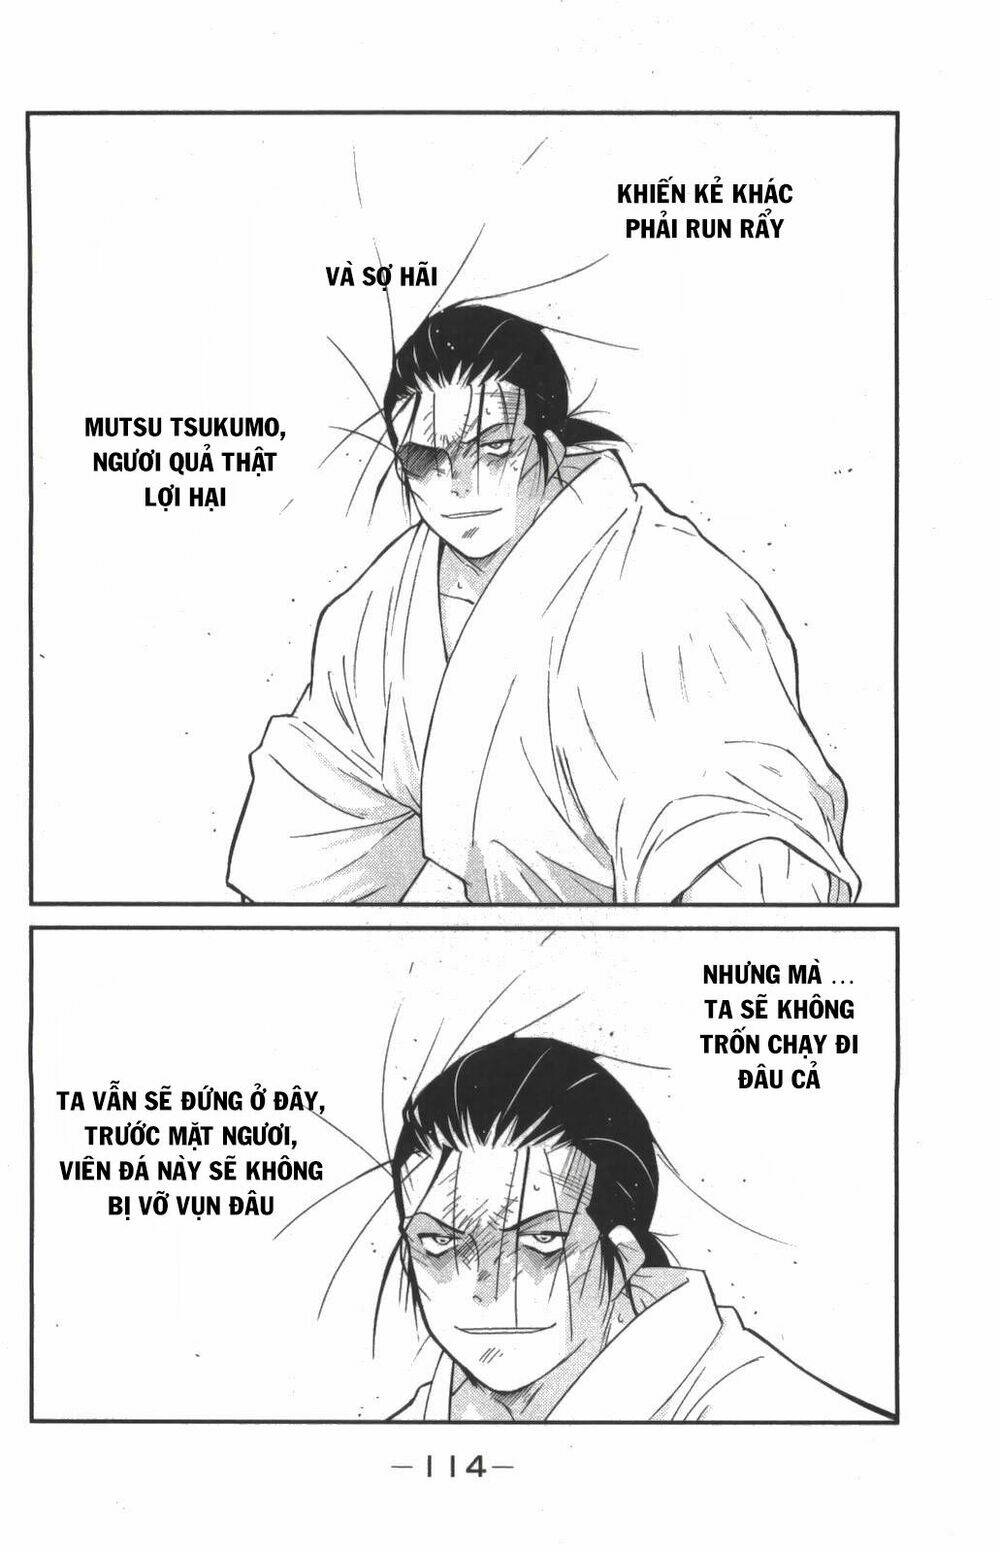 KHIẾN KẺ KHÁC
PHẢI RUN RẨY
VÀ SỢ HÃI
MUTSU TSUKUMO,
NGƯƠI QUẢ THẬT
LỢI HẠI
NHƯNG MÀ ...
TA SẼ KHÔNG
TRỐN CHẠY ĐI
ĐÂU CẢ
TA VẪN SẼ ĐỨNG Ở ĐÂY,
TRƯỚC MẶT NGƯƠI,
VIÊN ĐÁ NÀY SẼ KHÔNG
BỊ VỠ VỤN ĐÂU
—114—